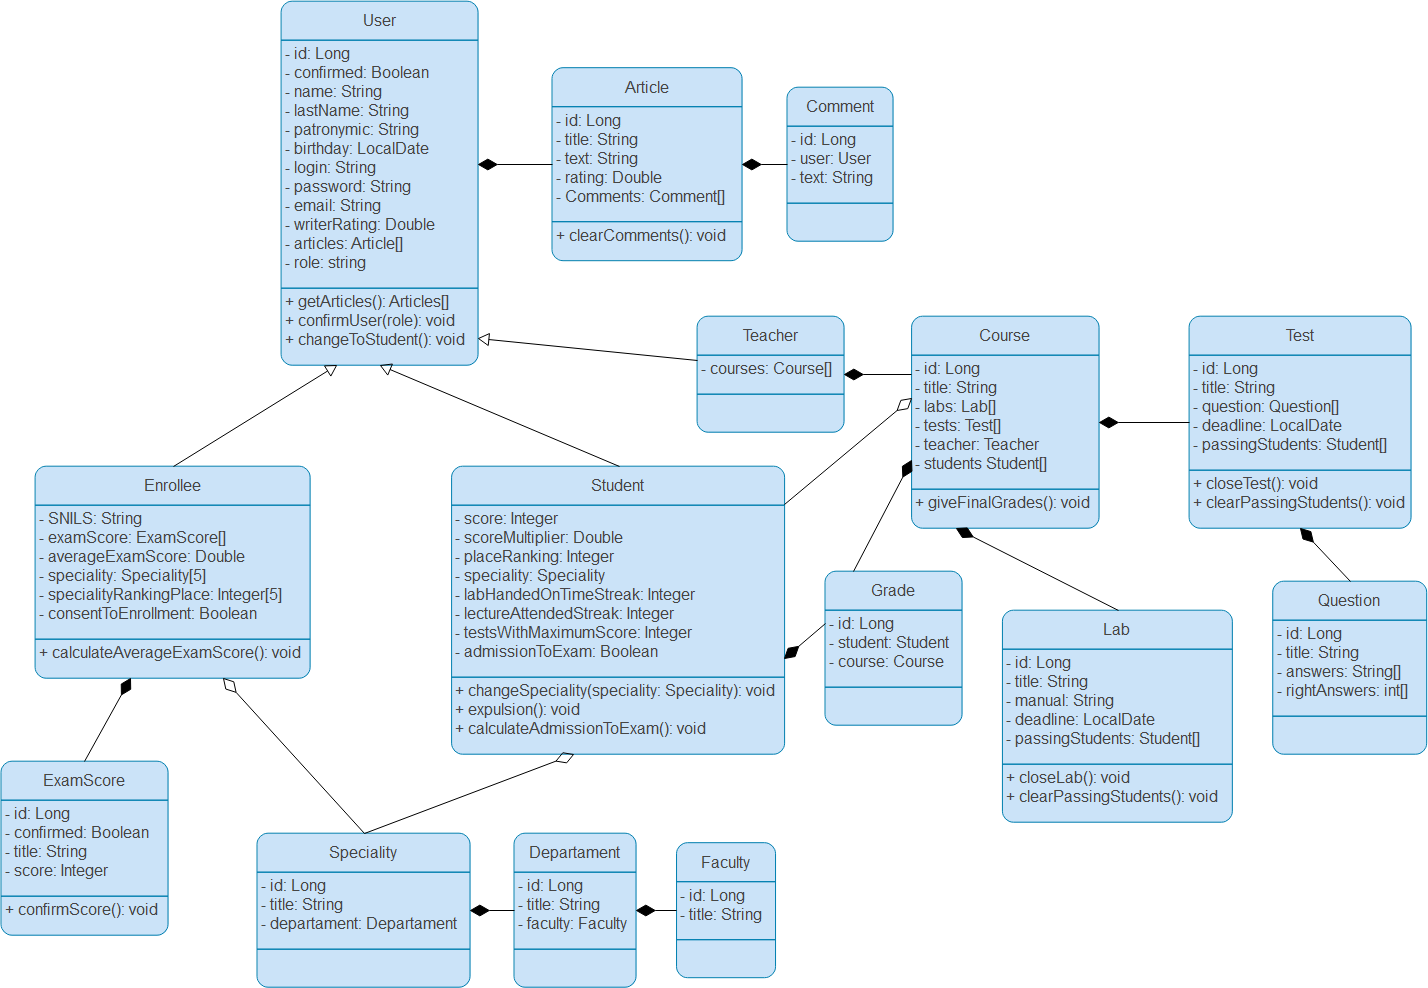 User
- id: Long
- confirmed: Boolean
- name: String
- lastName: String
- patronymic: String
- birthday: LocalDate
- login: String
- password: String
- email: String
- writerRating: Double
- articles: Article[]
- role: string
+ getArticles(): Articles[]
+ confirmUser(role): void
+ changeToStudent(): void
Article
- id: Long
- title: String
- text: String
- rating: Double
- Comments: Comment[]
+ clearComments(): void
Comment
- id: Long
- user: User
- text: String
Teacher
- courses: Course[]
Course
- id: Long
- title: String
- labs: Lab[]
- tests: Test[]
- teacher: Teacher
- students Student[]
+ giveFinalGrades(): void
Test
- id: Long
- title: String
- question: Question[]
- deadline: LocalDate
- passingStudents: Student[]
+ closeTest(): void
+ clearPassingStudents(): void
Enrollee
- SNILS: String
- examScore: ExamScore[]
- averageExamScore: Double
- speciality: Speciality[5]
- specialityRankingPlace: Integer[5]
- consentToEnrollment: Boolean
+ calculateAverageExamScore(): void
Student
- score: Integer
- scoreMultiplier: Double
- placeRanking: Integer
- speciality: Speciality
- labHandedOnTimeStreak: Integer
- lectureAttendedStreak: Integer
- testsWithMaximumScore: Integer
- admissionToExam: Boolean
+ changeSpeciality(speciality: Speciality): void
+ expulsion(): void
+ calculateAdmissionToExam(): void
Grade
- id: Long
- student: Student
- course: Course
Lab
- id: Long
- title: String
- manual: String
- deadline: LocalDate
- passingStudents: Student[]
+ closeLab(): void
+ clearPassingStudents(): void
Question
- id: Long
- title: String
- answers: String[]
- rightAnswers: int[]
ExamScore
- id: Long
- confirmed: Boolean
- title: String
- score: Integer
+ confirmScore(): void
Speciality
- id: Long
- title: String
- departament: Departament
Departament
- id: Long
- title: String
- faculty: Faculty
Faculty
- id: Long
- title: String